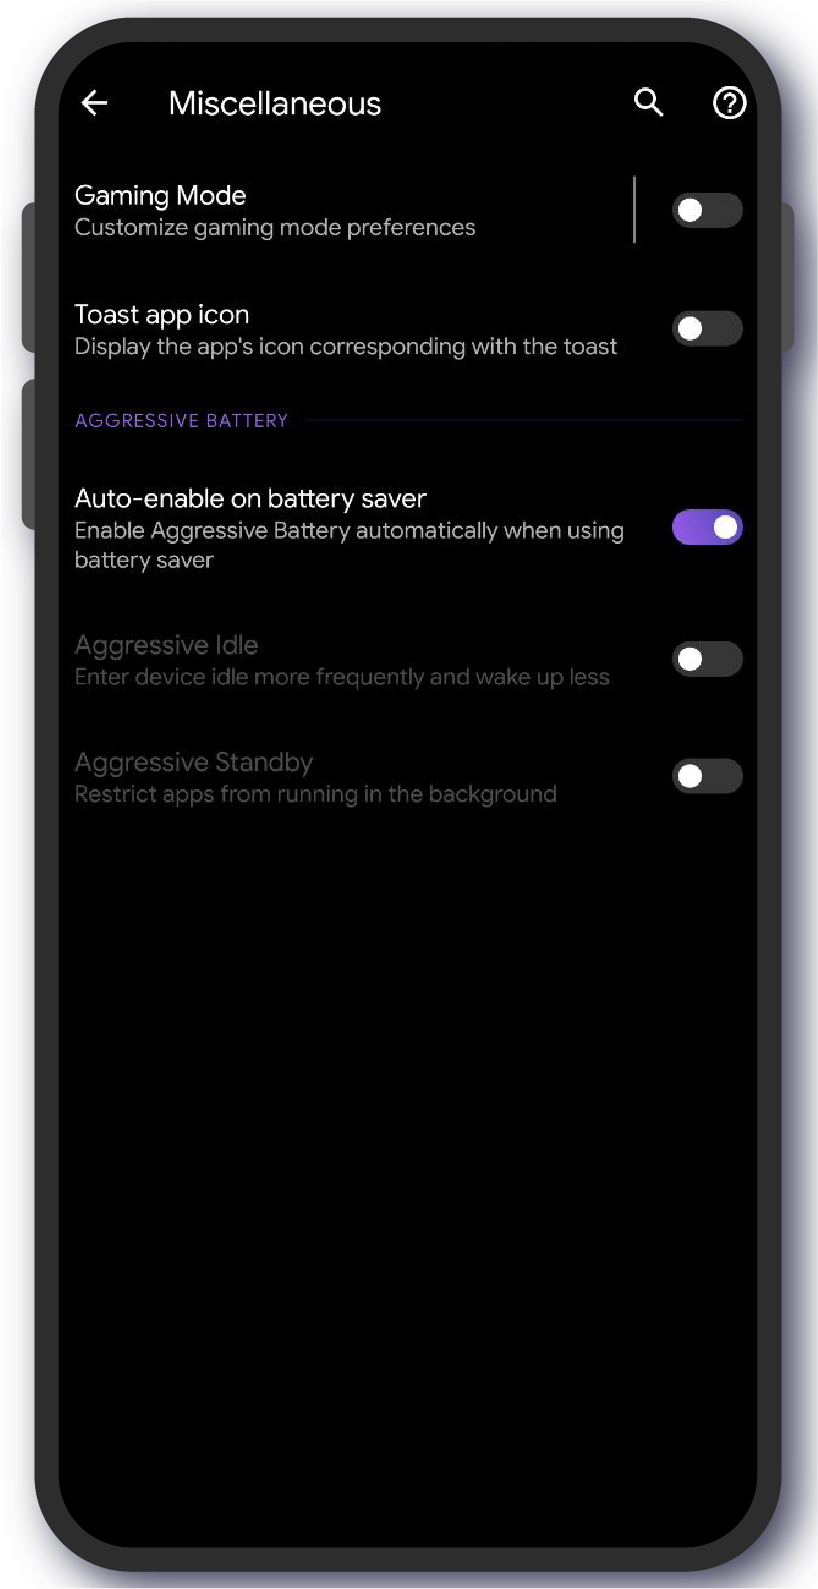 Miscellaneous
Gaming Mode
Customize gaming mode preferences
Toast app icon
Display the app's icon corresponding with the toast
AGGRESSIVE BATTERY
Auto-enable on battery saver
Enable Aggressive Battery automatically when using
battery saver
Aggressive Idle
Enter device idle more frequently and wake up less
Aggressive Standby
Restrict apps from running in the background